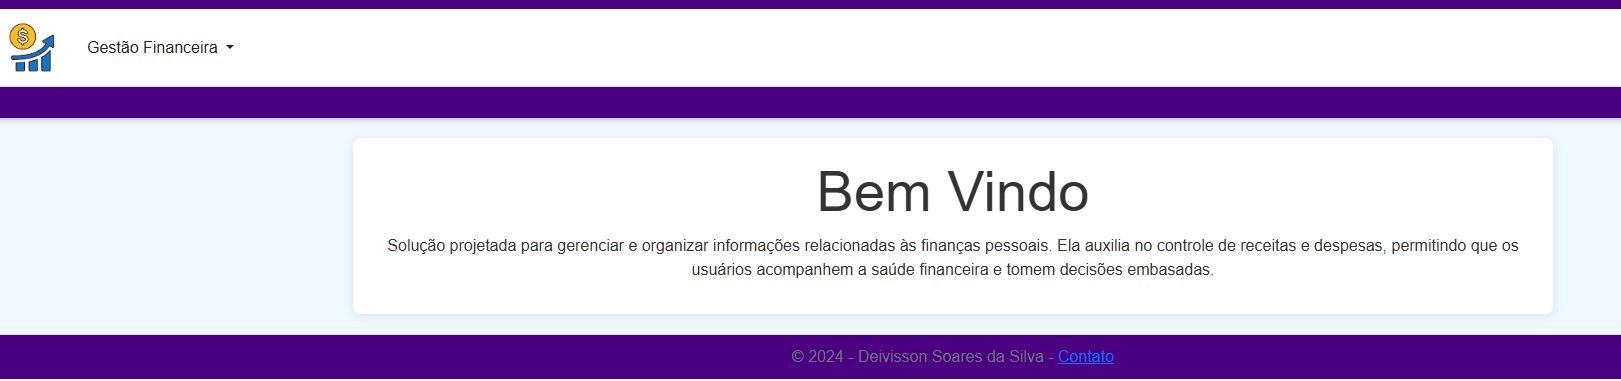 $
Gestão Financeira
Bem Vindo
Solução projetada para gerenciar e organizar informações relacionadas às finanças pessoais. Ela auxilia no controle de receitas e despesas, permitindo que os
usuários acompanhem a saúde financeira e tomem decisões embasadas.
© 2024 - Deivisson Soares da Silva - Contato